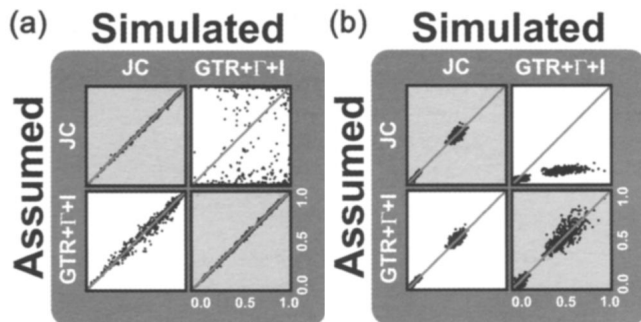 (a) Simulated
JC GTR+Γ+I
Assumed
JC
GTR+Γ+I
1.0
0.5
0.0
0.0 0.5 1.0
(b) Simulated
JC GTR+Γ+I
Assumed
JC
GTR+Γ+I
1.0
0.5
0.0
0.0 0.5 1.0